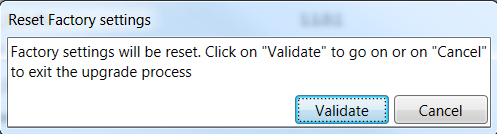 Reset Factory settings
Factory settings will be reset. Click on "Validate" to go on or on "Cancel"
to exit the upgrade process
Validate
Cancel